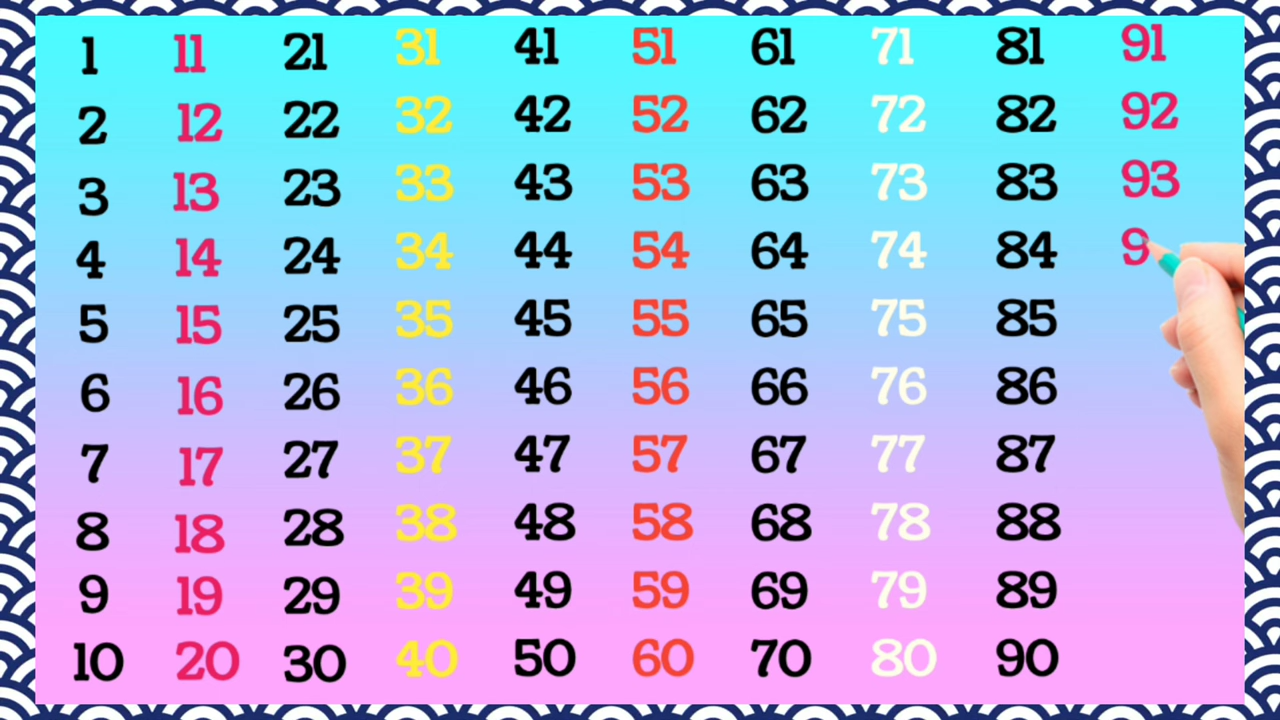 1 11 21 31 41 51 61 71 81 91
2 12 22 32 42 52 62 72 82 92
3 13 23 33 43 53 63 73 83 93
4 14 24 34 44 54 64 74 84 9
5 15 25 35 45 55 65 75 85
6 16 26 36 46 56 66 76 86
7 17 27 37 47 57 67 77 87
8 18 28 38 48 58 68 78 88
9 19 29 39 49 59 69 79 89
10 20 30 40 50 60 70 80 90